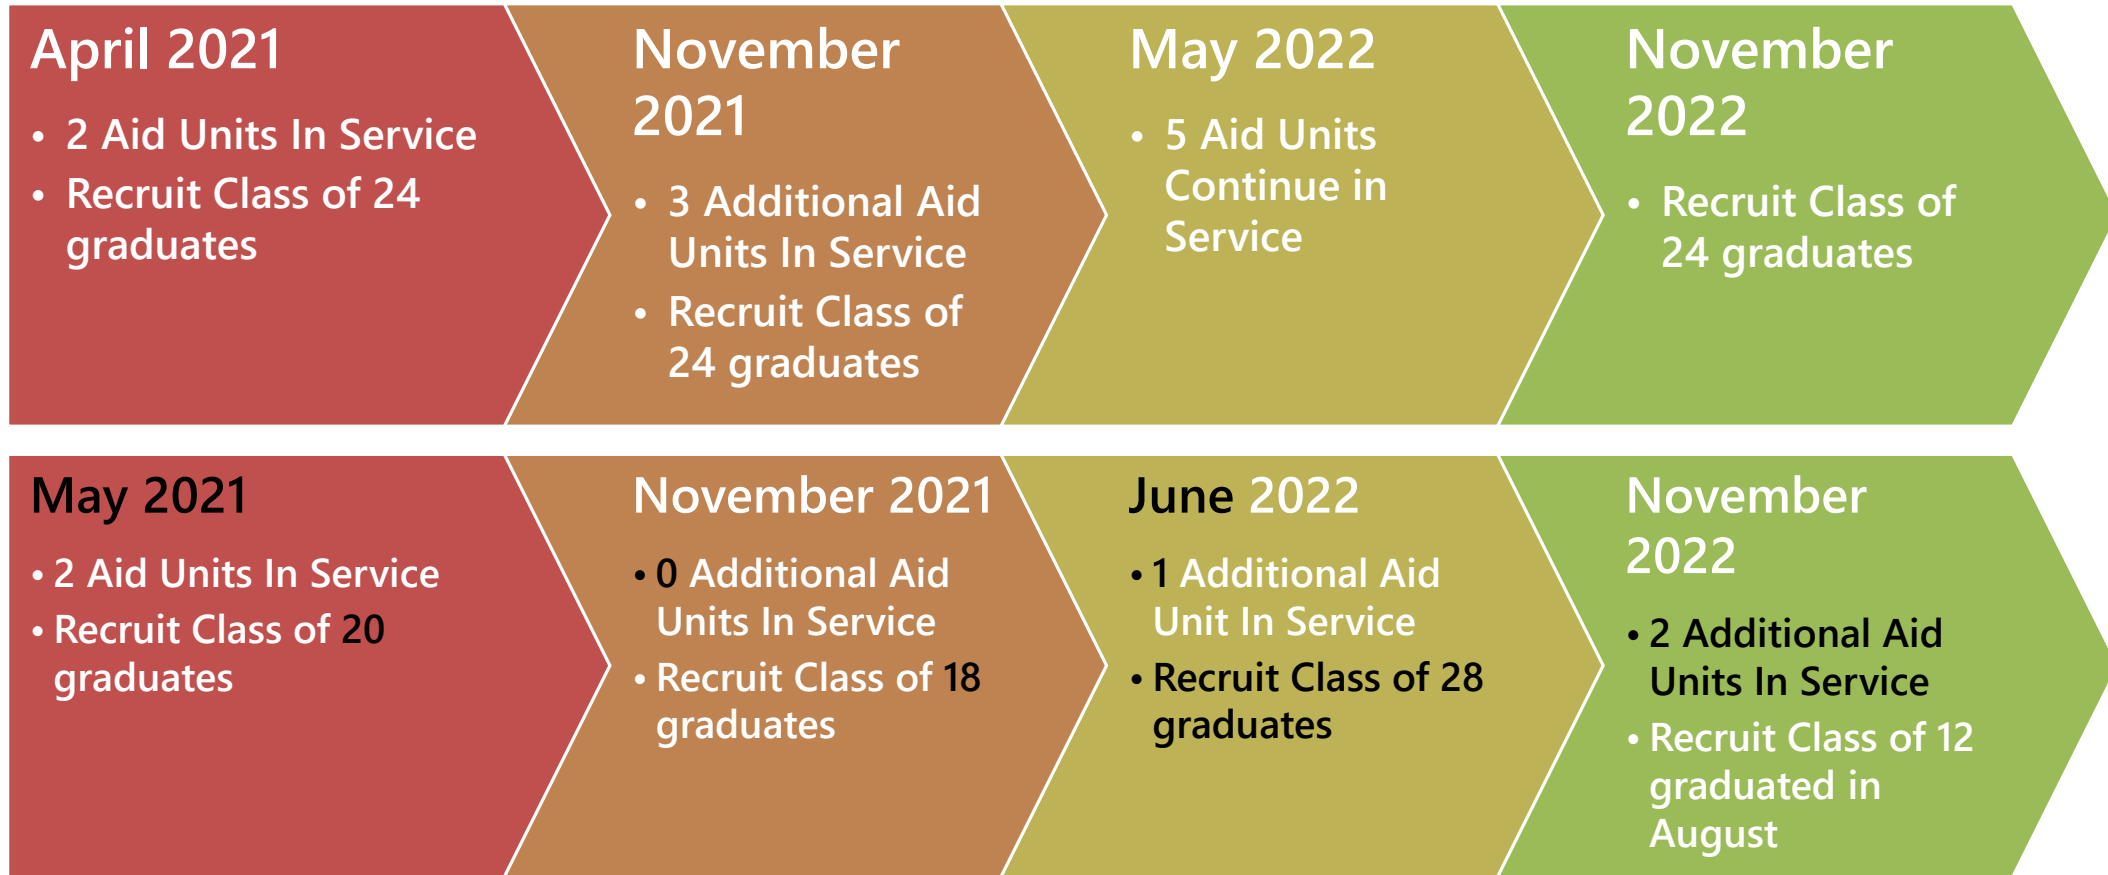 April 2021
• 2 Aid Units In Service
• Recruit Class of 24
graduates
November
2021
• 3 Additional Aid
Units In Service
• Recruit Class of
24 graduates
May 2022
• 5 Aid Units
Continue in
Service
November
2022
• Recruit Class of
24 graduates
May 2021
• 2 Aid Units In Service
• Recruit Class of 20
graduates
November 2021
• 0 Additional Aid
Units In Service
• Recruit Class of 18
graduates
June 2022
• 1 Additional Aid
Unit In Service
• Recruit Class of 28
graduates
November
2022
• 2 Additional Aid
Units In Service
• Recruit Class of 12
graduated in
August